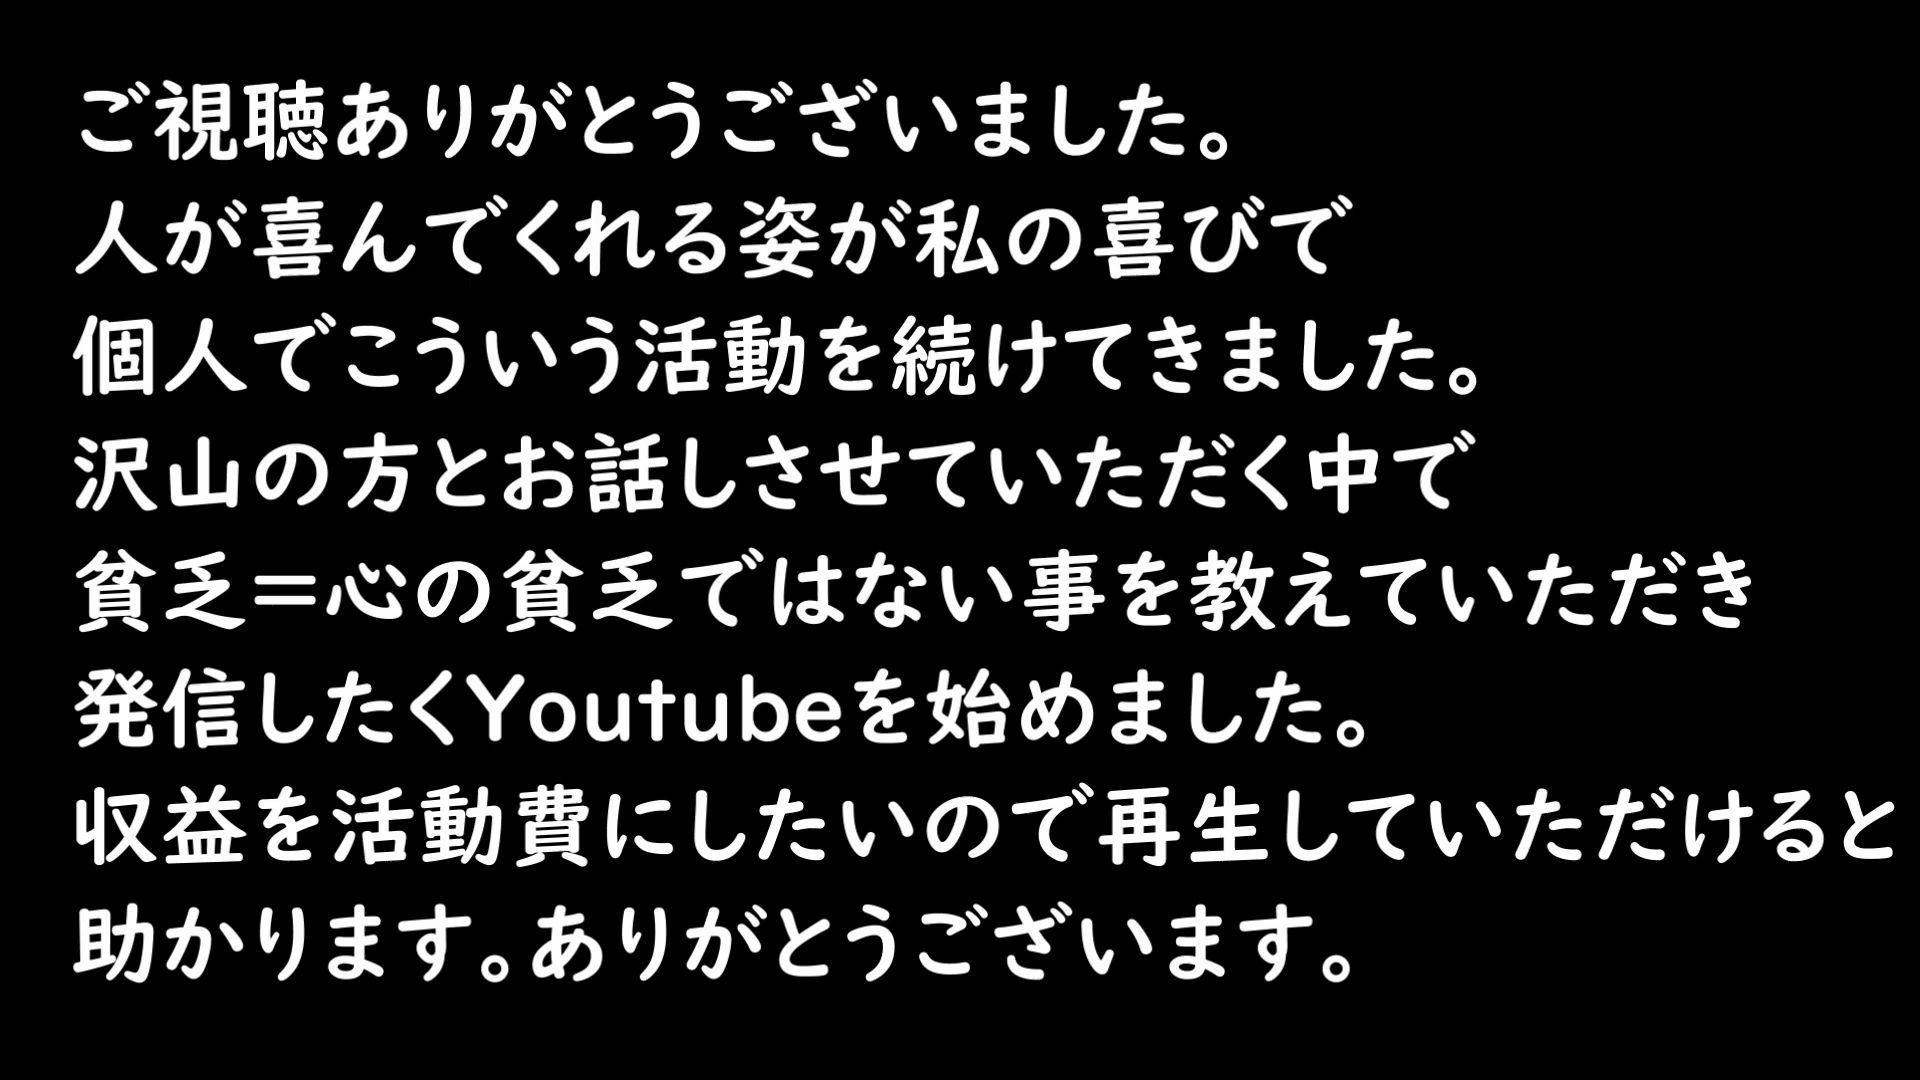 ご視聴ありがとうございました。
人が喜んでくれる姿が私の喜びで
個人でこういう活動を続けてきました。
沢山の方とお話しさせていただく中で
貧乏＝心の貧乏ではない事を教えていただき
発信したくYoutubeを始めました。
収益を活動費にしたいので再生していただけると
助かります。ありがとうございます。